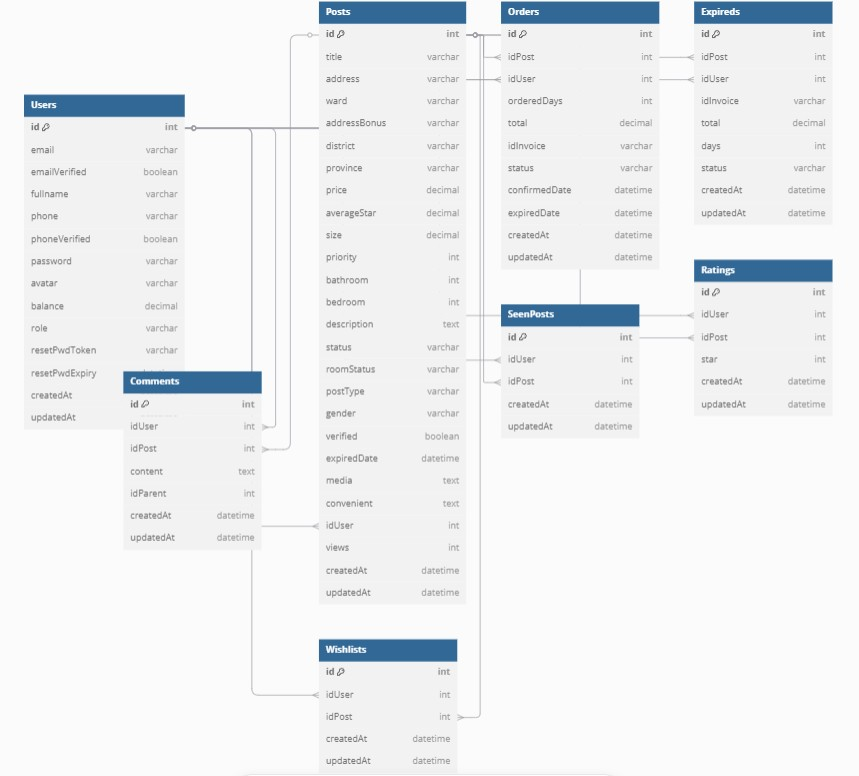 Users
id int
email varchar
emailVerified boolean
fullname varchar
phone varchar
phoneVerified boolean
password varchar
avatar varchar
balance decimal
role varchar
resetPwdToken varchar
resetPwdExpiry
createdAt
updatedAt
Comments
id int
idUser int
idPost int
content text
idParent int
createdAt datetime
updatedAt datetime
Posts
id int
title varchar
address varchar
ward varchar
addressBonus varchar
district varchar
province varchar
price decimal
averageStar decimal
size decimal
priority int
bathroom int
bedroom int
description text
status varchar
roomStatus varchar
postType varchar
gender varchar
verified boolean
expiredDate datetime
media text
convenient text
idUser int
views int
createdAt datetime
updatedAt datetime
Wishlists
id int
idUser int
idPost int
createdAt datetime
updatedAt datetime
Orders
id int
idPost int
idUser int
orderedDays int
total decimal
idInvoice varchar
status varchar
confirmedDate datetime
expiredDate datetime
createdAt datetime
updatedAt datetime
SeenPosts
id int
idUser int
idPost int
createdAt datetime
updatedAt datetime
Expireds
id int
idPost int
idUser int
idInvoice varchar
total decimal
days int
status varchar
createdAt datetime
updatedAt datetime
Ratings
id int
idUser int
idPost int
star int
createdAt datetime
updatedAt datetime